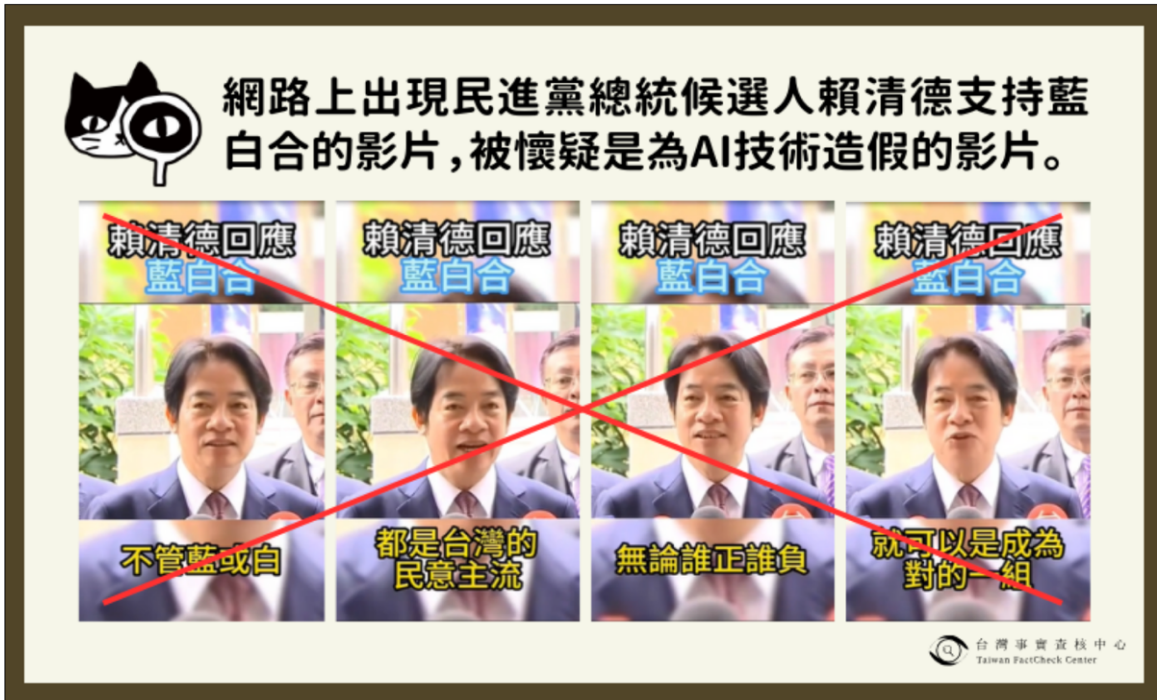 網路上出現民進黨總統候選人賴清德支持藍
白合的影片,被懷疑是為AI技術造假的影片。
賴清德回應
藍白合
不管藍或白
賴清德回應
藍白合
都是台灣的
民意主流
賴清德回應
藍白合
無論誰正誰負
賴清德回應
藍白合
就可以是成為
對的一組
台灣事實查核中心
Taiwan FactCheck Center